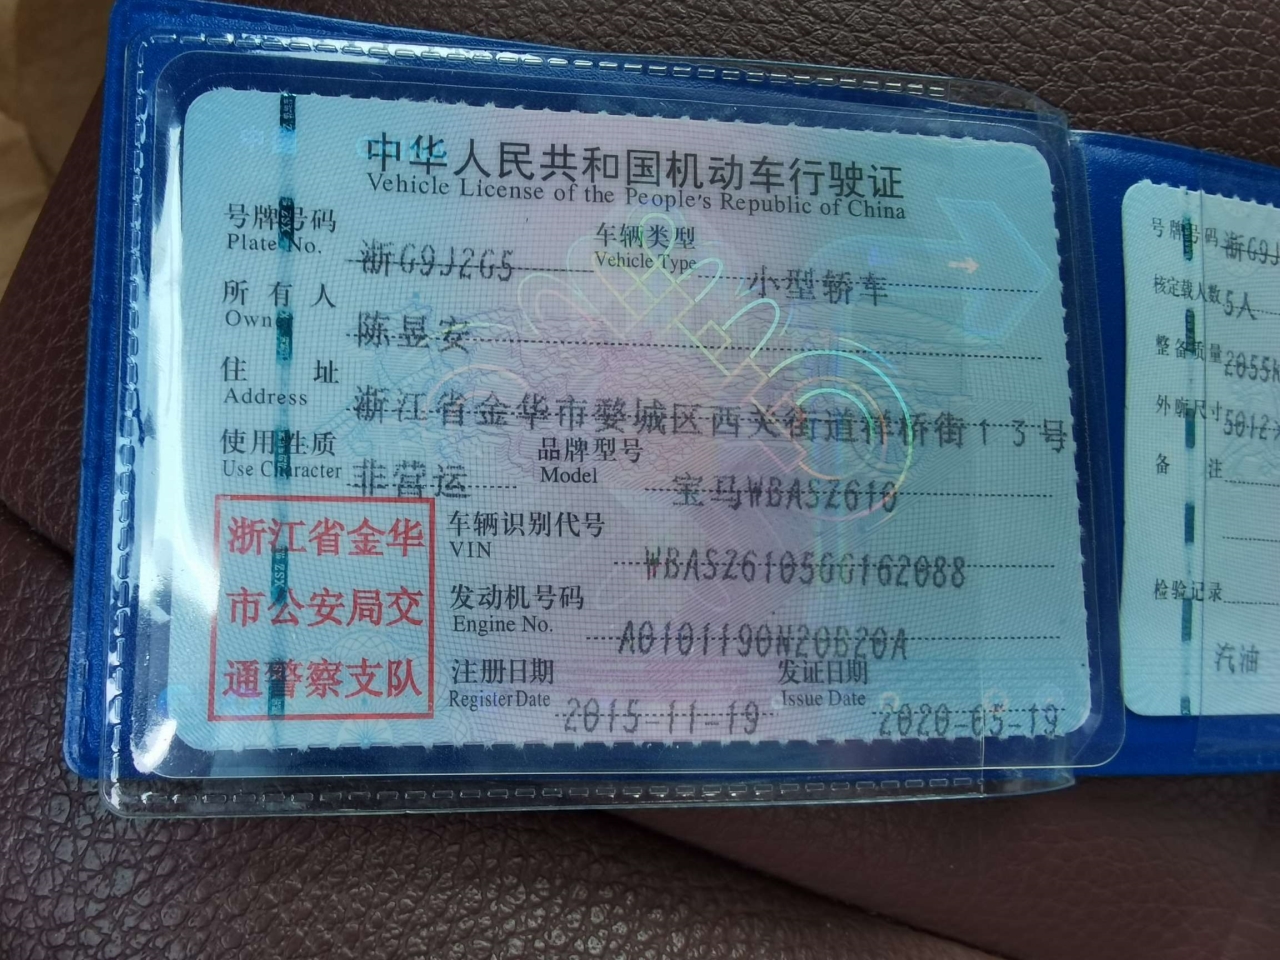 中华人民共和国机动车行驶证
Vehicle License of the People's Republic of China
号牌号码 浙G9J2G5 车辆类型 小型轿车
Plate No. Vehicle Type
所有人 陈昱安
Owner
住址 浙江省金华市婺城区西关街道祥桥街13号
Address
使用性质 非营运 品牌型号 宝马WBASZ610
Use Character Model
浙江省金华
市公安局交
通警察支队
车辆识别代号 WBASZ6105GG162088
VIN
发动机号码 A0101190N20B20A
Engine No.
注册日期 2015-11-19 发证日期 2020-05-19
Register Date Issue Date
号牌号码 浙G9J
核定载人数 5人
整备质量 2055k
外廓尺寸 5012
备注
检验记录
汽油